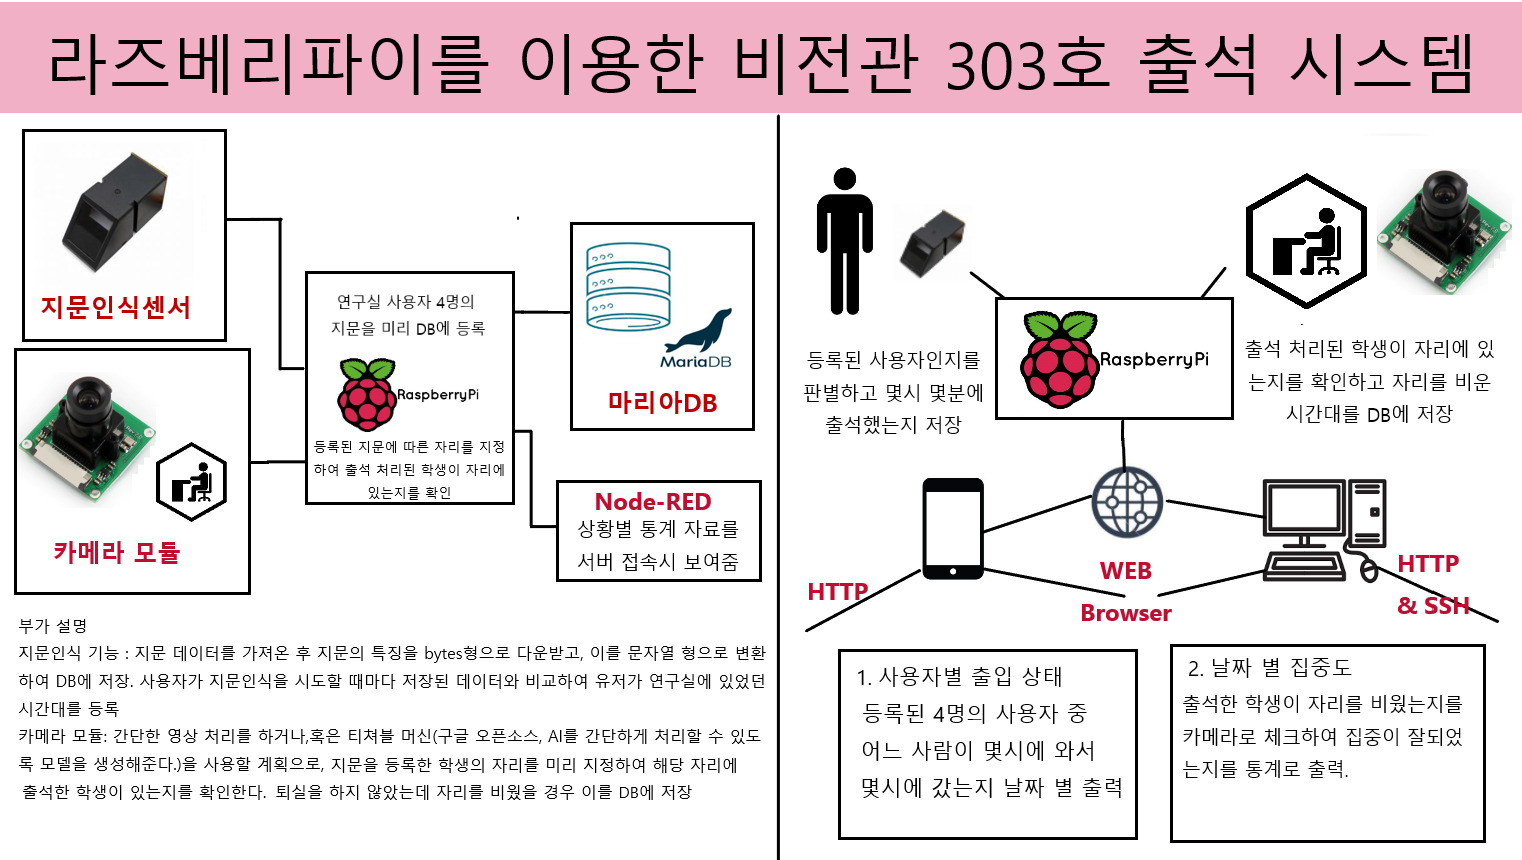 라즈베리파이를 이용한 비전관 303호 출석 시스템
지문인식센서
카메라 모듈
연구실 사용자 4명의
지문을 미리 DB에 등록
RaspberryPi
등록된 지문에 따른 자리를 지정
하여 출석 처리된 학생이 자리에
있는지를 확인
MariaDB
마리아DB
Node-RED
상황별 통계 자료를
서버 접속시 보여줌
부가 설명
지문인식 기능 : 지문 데이터를 가져온 후 지문의 특징을 bytes형으로 다운받고, 이를 문자열 형으로 변환
하여 DB에 저장. 사용자가 지문인식을 시도할 때마다 저장된 데이터와 비교하여 유저가 연구실에 있었던
시간대를 등록
카메라 모듈: 간단한 영상 처리를 하거나,혹은 티쳐블 머신(구글 오픈소스, AI를 간단하게 처리할 수 있도
록 모델을 생성해준다.)을 사용할 계획으로, 지문을 등록한 학생의 자리를 미리 지정하여 해당 자리에
출석한 학생이 있는지를 확인한다. 퇴실을 하지 않았는데 자리를 비웠을 경우 이를 DB에 저장
등록된 사용자인지를
판별하고 몇시 몇분에
출석했는지 저장
RaspberryPi
출석 처리된 학생이 자리에 있
는지를 확인하고 자리를 비운
시간대를 DB에 저장
HTTP
WEB
Browser
HTTP
& SSH
1. 사용자별 출입 상태
등록된 4명의 사용자 중
어느 사람이 몇시에 와서
몇시에 갔는지 날짜 별 출력
2. 날짜 별 집중도
출석한 학생이 자리를 비웠는지를
카메라로 체크하여 집중이 잘되었
는지를 통계로 출력.